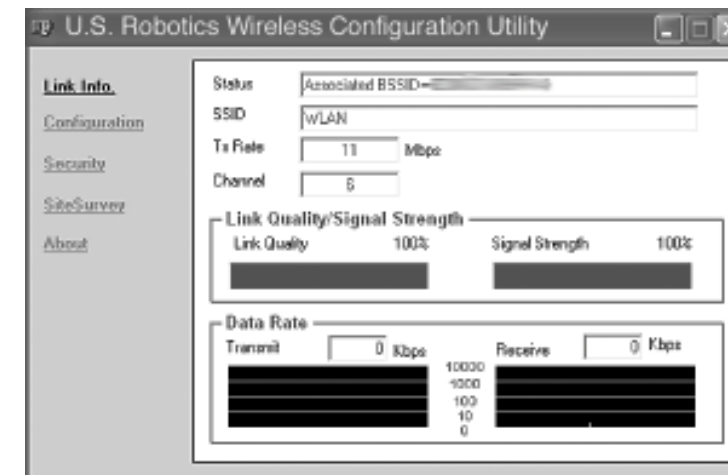 U.S. Robotics Wireless Configuration Utility
Link Info.
Configuration
Security
SiteSurvey
About
Status Associated BSSID=
SSID WLAN
Tx Rate 11 Mbps
Channel 6
Link Quality/Signal Strength
Link Quality 100% Signal Strength 100%
Data Rate
Transmit 0 Kbps Receive 0 Kbps
10000
1000
100
10
0